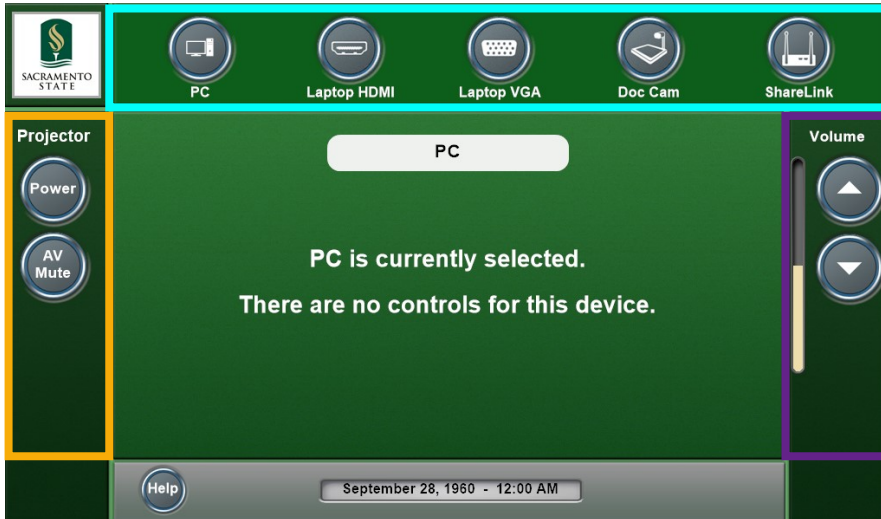 SACRAMENTO
STATE
PC
Laptop HDMI
Laptop VGA
Doc Cam
ShareLink
Projector
Power
AV
Mute
PC
PC is currently selected.
There are no controls for this device.
Volume
Help
September 28, 1960 - 12:00 AM